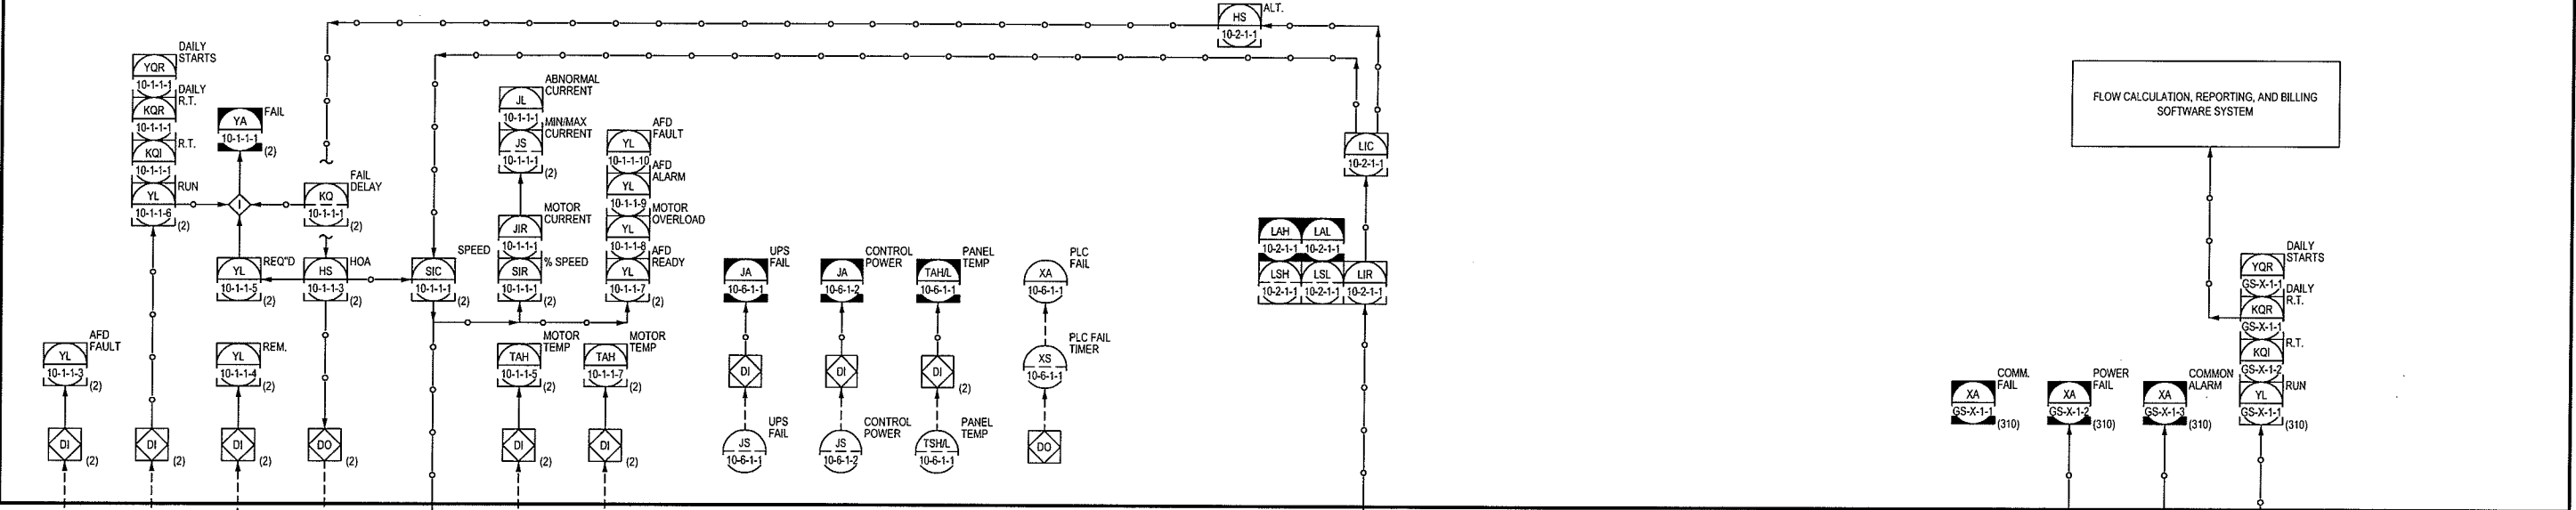 HS
10-2-1-1
ALT.
YQR
10-1-1-1
DAILY
STARTS
KQR
10-1-1-1
DAILY
R.T.
KQI
10-1-1-1
R.T.
YL
10-1-1-6
RUN
(2)
YA
10-1-1-1
FAIL
(2)
I
KQ
10-1-1-1
FAIL
DELAY
(2)
YL
10-1-1-5
REQ"D
(2)
HS
10-1-1-3
HOA
(2)
SIC
10-1-1-1
SPEED
(2)
JL
10-1-1-1
ABNORMAL
CURRENT
JS
10-1-1-1
MIN/MAX
CURRENT
(2)
JIR
10-1-1-1
MOTOR
CURRENT
SIR
10-1-1-1
% SPEED
(2)
YL
10-1-1-10
AFD
FAULT
YL
10-1-1-9
AFD
ALARM
YL
10-1-1-8
MOTOR
OVERLOAD
YL
10-1-1-7
AFD
READY
(2)
YL
10-1-1-3
AFD
FAULT
(2)
DI
(2)
DI
(2)
YL
10-1-1-4
REM.
(2)
DI
(2)
DO
(2)
TAH
10-1-1-5
MOTOR
TEMP
(2)
DI
(2)
TAH
10-1-1-7
MOTOR
TEMP
(2)
DI
(2)
JA
10-6-1-1
UPS
FAIL
DI
JS
10-6-1-1
UPS
FAIL
JA
10-6-1-2
CONTROL
POWER
DI
JS
10-6-1-2
CONTROL
POWER
TAH/L
10-6-1-1
PANEL
TEMP
DI
(2)
TSH/L
10-6-1-1
PANEL
TEMP
XA
10-6-1-1
PLC
FAIL
XS
10-6-1-1
PLC FAIL
TIMER
DO
LIC
10-2-1-1
LAH
10-2-1-1
LAL
10-2-1-1
LSH
10-2-1-1
LSL
10-2-1-1
LIR
10-2-1-1
FLOW CALCULATION, REPORTING, AND BILLING
SOFTWARE SYSTEM
XA
GS-X-1-1
COMM.
FAIL
(310)
XA
GS-X-1-2
POWER
FAIL
(310)
XA
GS-X-1-3
COMMON
ALARM
(310)
YQR
GS-X-1-1
DAILY
STARTS
KQR
GS-X-1-1
DAILY
R.T.
KQI
GS-X-1-2
R.T.
YL
GS-X-1-1
RUN
(310)